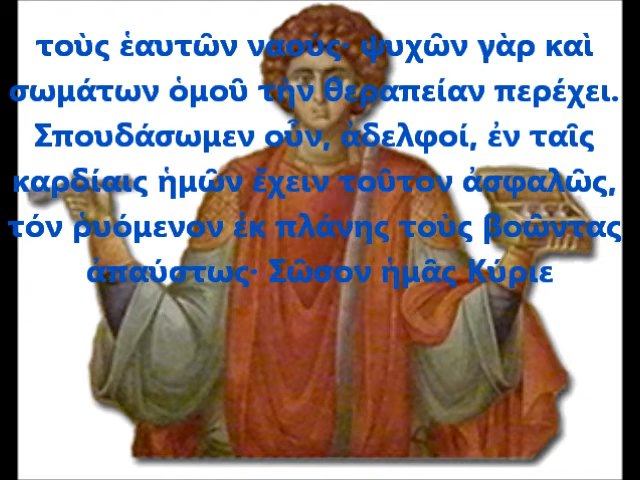 τοὺς ἑαυτῶν ναούς· ψυχῶν γὰρ καὶ
σωμάτων ὁμοῦ τὴν θεραπείαν περέχει.
Σπουδάσωμεν οὖν, ἀδελφοί, ἐν ταῖς
καρδίαις ἡμῶν ἔχειν τοῦτον ἀσφαλῶς,
τόν ῥυόμενον ἐκ πλάνης τοὺς βοῶντας
ἀπαύστως· Σῶσον ἡμᾶς Κύριε